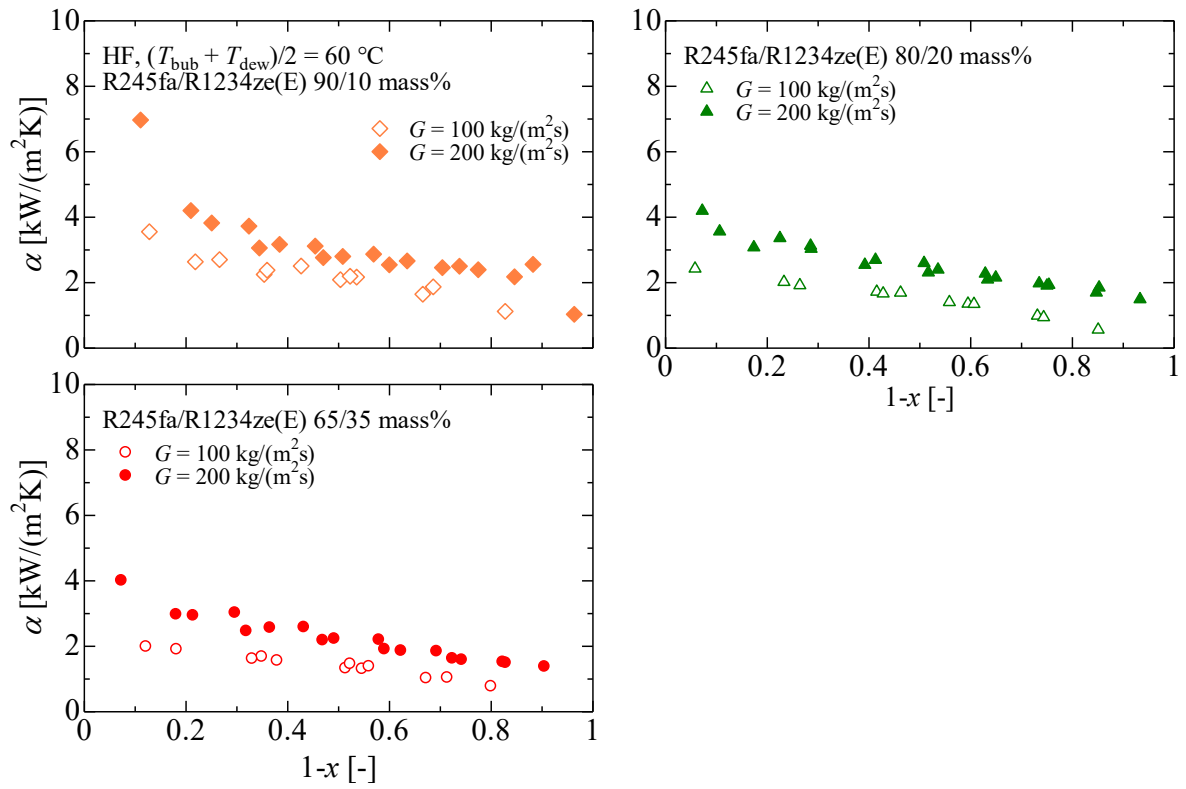 10
8
6
4
2
0
α [kW/(m²K)]
HF, (T_bub + T_dew)/2 = 60 °C
R245fa/R1234ze(E) 90/10 mass%
G = 100 kg/(m²s)
G = 200 kg/(m²s)
10
8
6
4
2
0
R245fa/R1234ze(E) 80/20 mass%
G = 100 kg/(m²s)
G = 200 kg/(m²s)
0 0.2 0.4 0.6 0.8 1
1-x [-]
10
8
6
4
2
0
α [kW/(m²K)]
R245fa/R1234ze(E) 65/35 mass%
G = 100 kg/(m²s)
G = 200 kg/(m²s)
0 0.2 0.4 0.6 0.8 1
1-x [-]